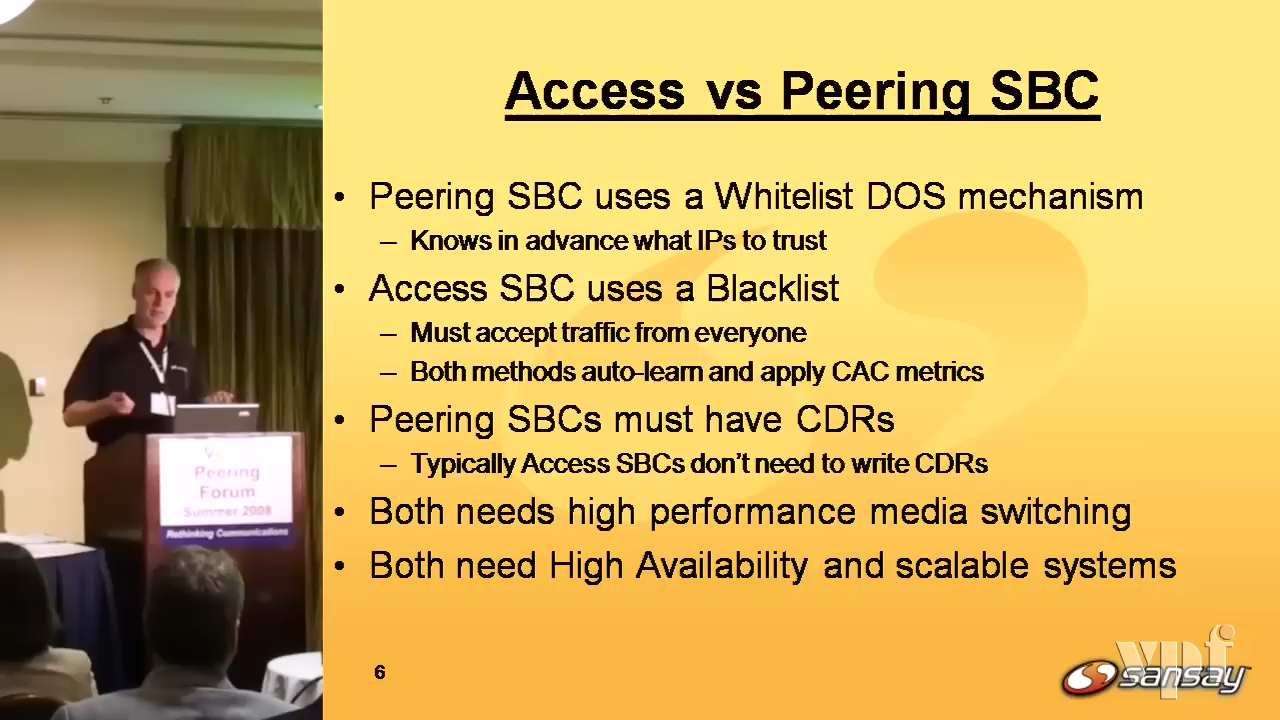 Access vs Peering SBC
• Peering SBC uses a Whitelist DOS mechanism
– Knows in advance what IPs to trust
• Access SBC uses a Blacklist
– Must accept traffic from everyone
– Both methods auto-learn and apply CAC metrics
• Peering SBCs must have CDRs
– Typically Access SBCs don't need to write CDRs
• Both needs high performance media switching
• Both need High Availability and scalable systems
6
vpf
sansay
Peering
Forum
Summer 2008
Rethinking Communications